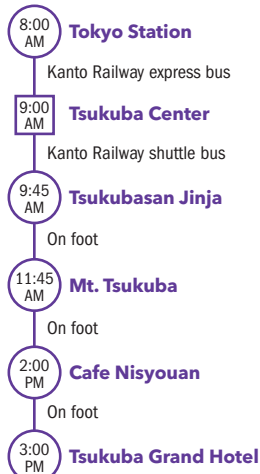 8:00
AM
Tokyo Station
Kanto Railway express bus
9:00
AM
Tsukuba Center
Kanto Railway shuttle bus
9:45
AM
Tsukubasan Jinja
On foot
11:45
AM
Mt. Tsukuba
On foot
2:00
PM
Cafe Nisyouan
On foot
3:00
PM
Tsukuba Grand Hotel